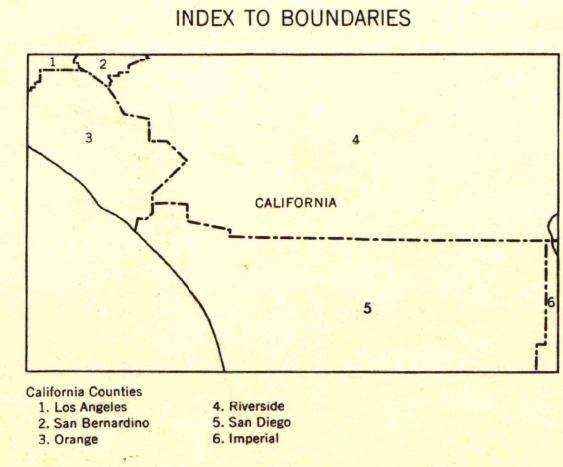 INDEX TO BOUNDARIES
1
2
3
4
CALIFORNIA
5
6
California Counties
1. Los Angeles
2. San Bernardino
3. Orange
4. Riverside
5. San Diego
6. Imperial